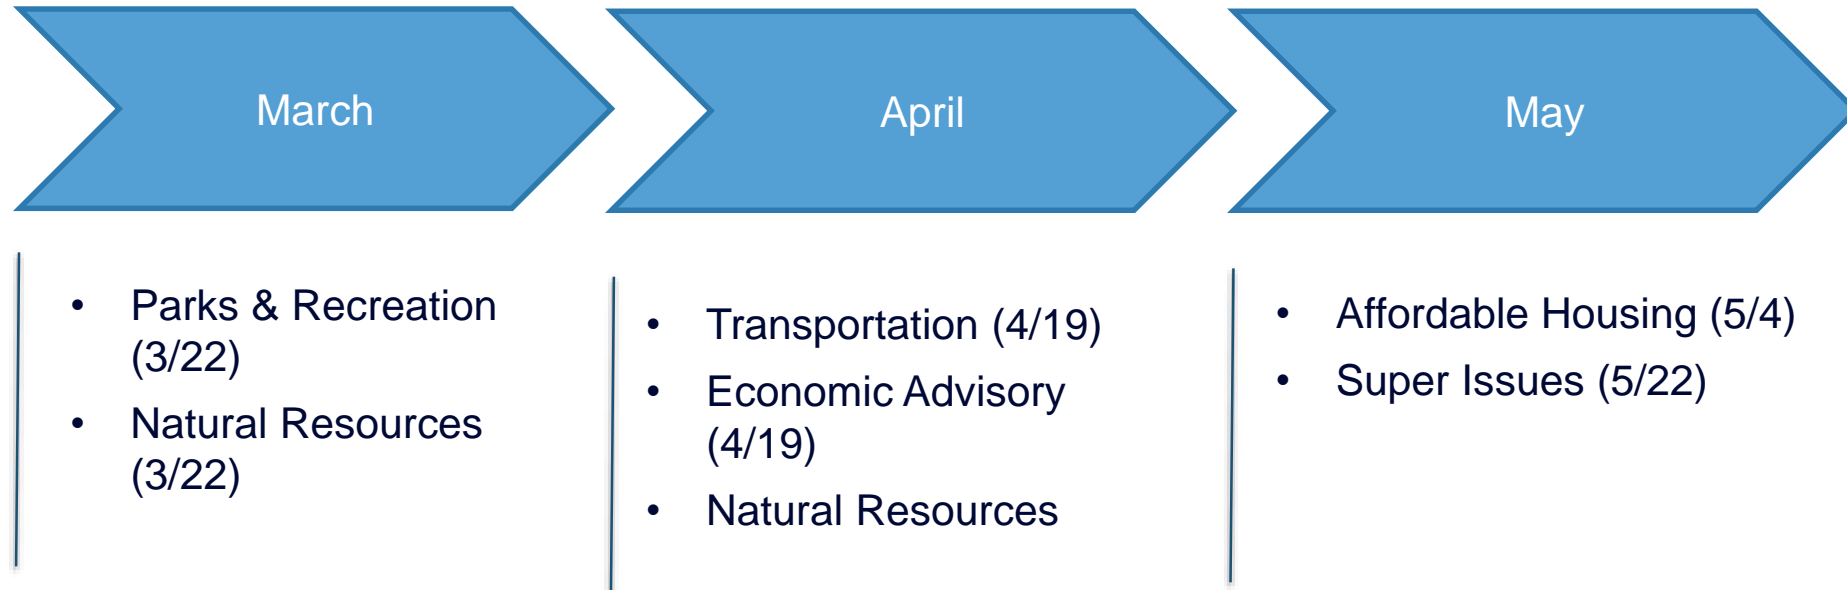 March
• Parks & Recreation
(3/22)
• Natural Resources
(3/22)
April
• Transportation (4/19)
• Economic Advisory
(4/19)
• Natural Resources
May
• Affordable Housing (5/4)
• Super Issues (5/22)